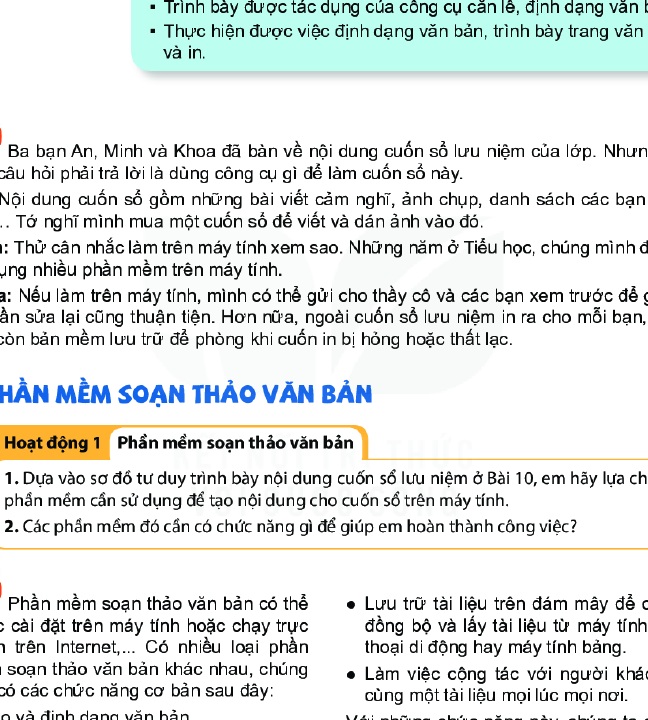 ▪ Trình bày được tác dụng của công cụ căn lề, định dạng văn
▪ Thực hiện được việc định dạng văn bản, trình bày trang văn
và in.
Ba bạn An, Minh và Khoa đã bàn về nội dung cuốn sổ lưu niệm của lớp. Nhưn
câu hỏi phải trả lời là dùng công cụ gì để làm cuốn sổ này.
Nội dung cuốn sổ gồm những bài viết cảm nghĩ, ảnh chụp, danh sách các bạn
.. Tớ nghĩ mình mua một cuốn sổ để viết và dán ảnh vào đó.
: Thử cân nhắc làm trên máy tính xem sao. Những năm ở Tiểu học, chúng mình đ
ụng nhiều phần mềm trên máy tính.
a: Nếu làm trên máy tính, mình có thể gửi cho thầy cô và các bạn xem trước để g
ần sửa lại cũng thuận tiện. Hơn nữa, ngoài cuốn sổ lưu niệm in ra cho mỗi bạn,
còn bản mềm lưu trữ để phòng khi cuốn in bị hỏng hoặc thất lạc.
HẦN MỀM SOẠN THẢO VĂN BẢN
Hoạt động 1 Phần mềm soạn thảo văn bản
1. Dựa vào sơ đồ tư duy trình bày nội dung cuốn sổ lưu niệm ở Bài 10, em hãy lựa ch
phần mềm cần sử dụng để tạo nội dung cho cuốn sổ trên máy tính.
2. Các phần mềm đó cần có chức năng gì để giúp em hoàn thành công việc?
Phần mềm soạn thảo văn bản có thể
c cài đặt trên máy tính hoặc chạy trực
n trên Internet,... Có nhiều loại phần
soạn thảo văn bản khác nhau, chúng
có các chức năng cơ bản sau đây:
o và định dạng văn bản
● Lưu trữ tài liệu trên đám mây để
đồng bộ và lấy tài liệu từ máy tính
thoại di động hay máy tính bảng.
● Làm việc cộng tác với người khá
cùng một tài liệu mọi lúc mọi nơi.
Với những chức năng này, chúng ta